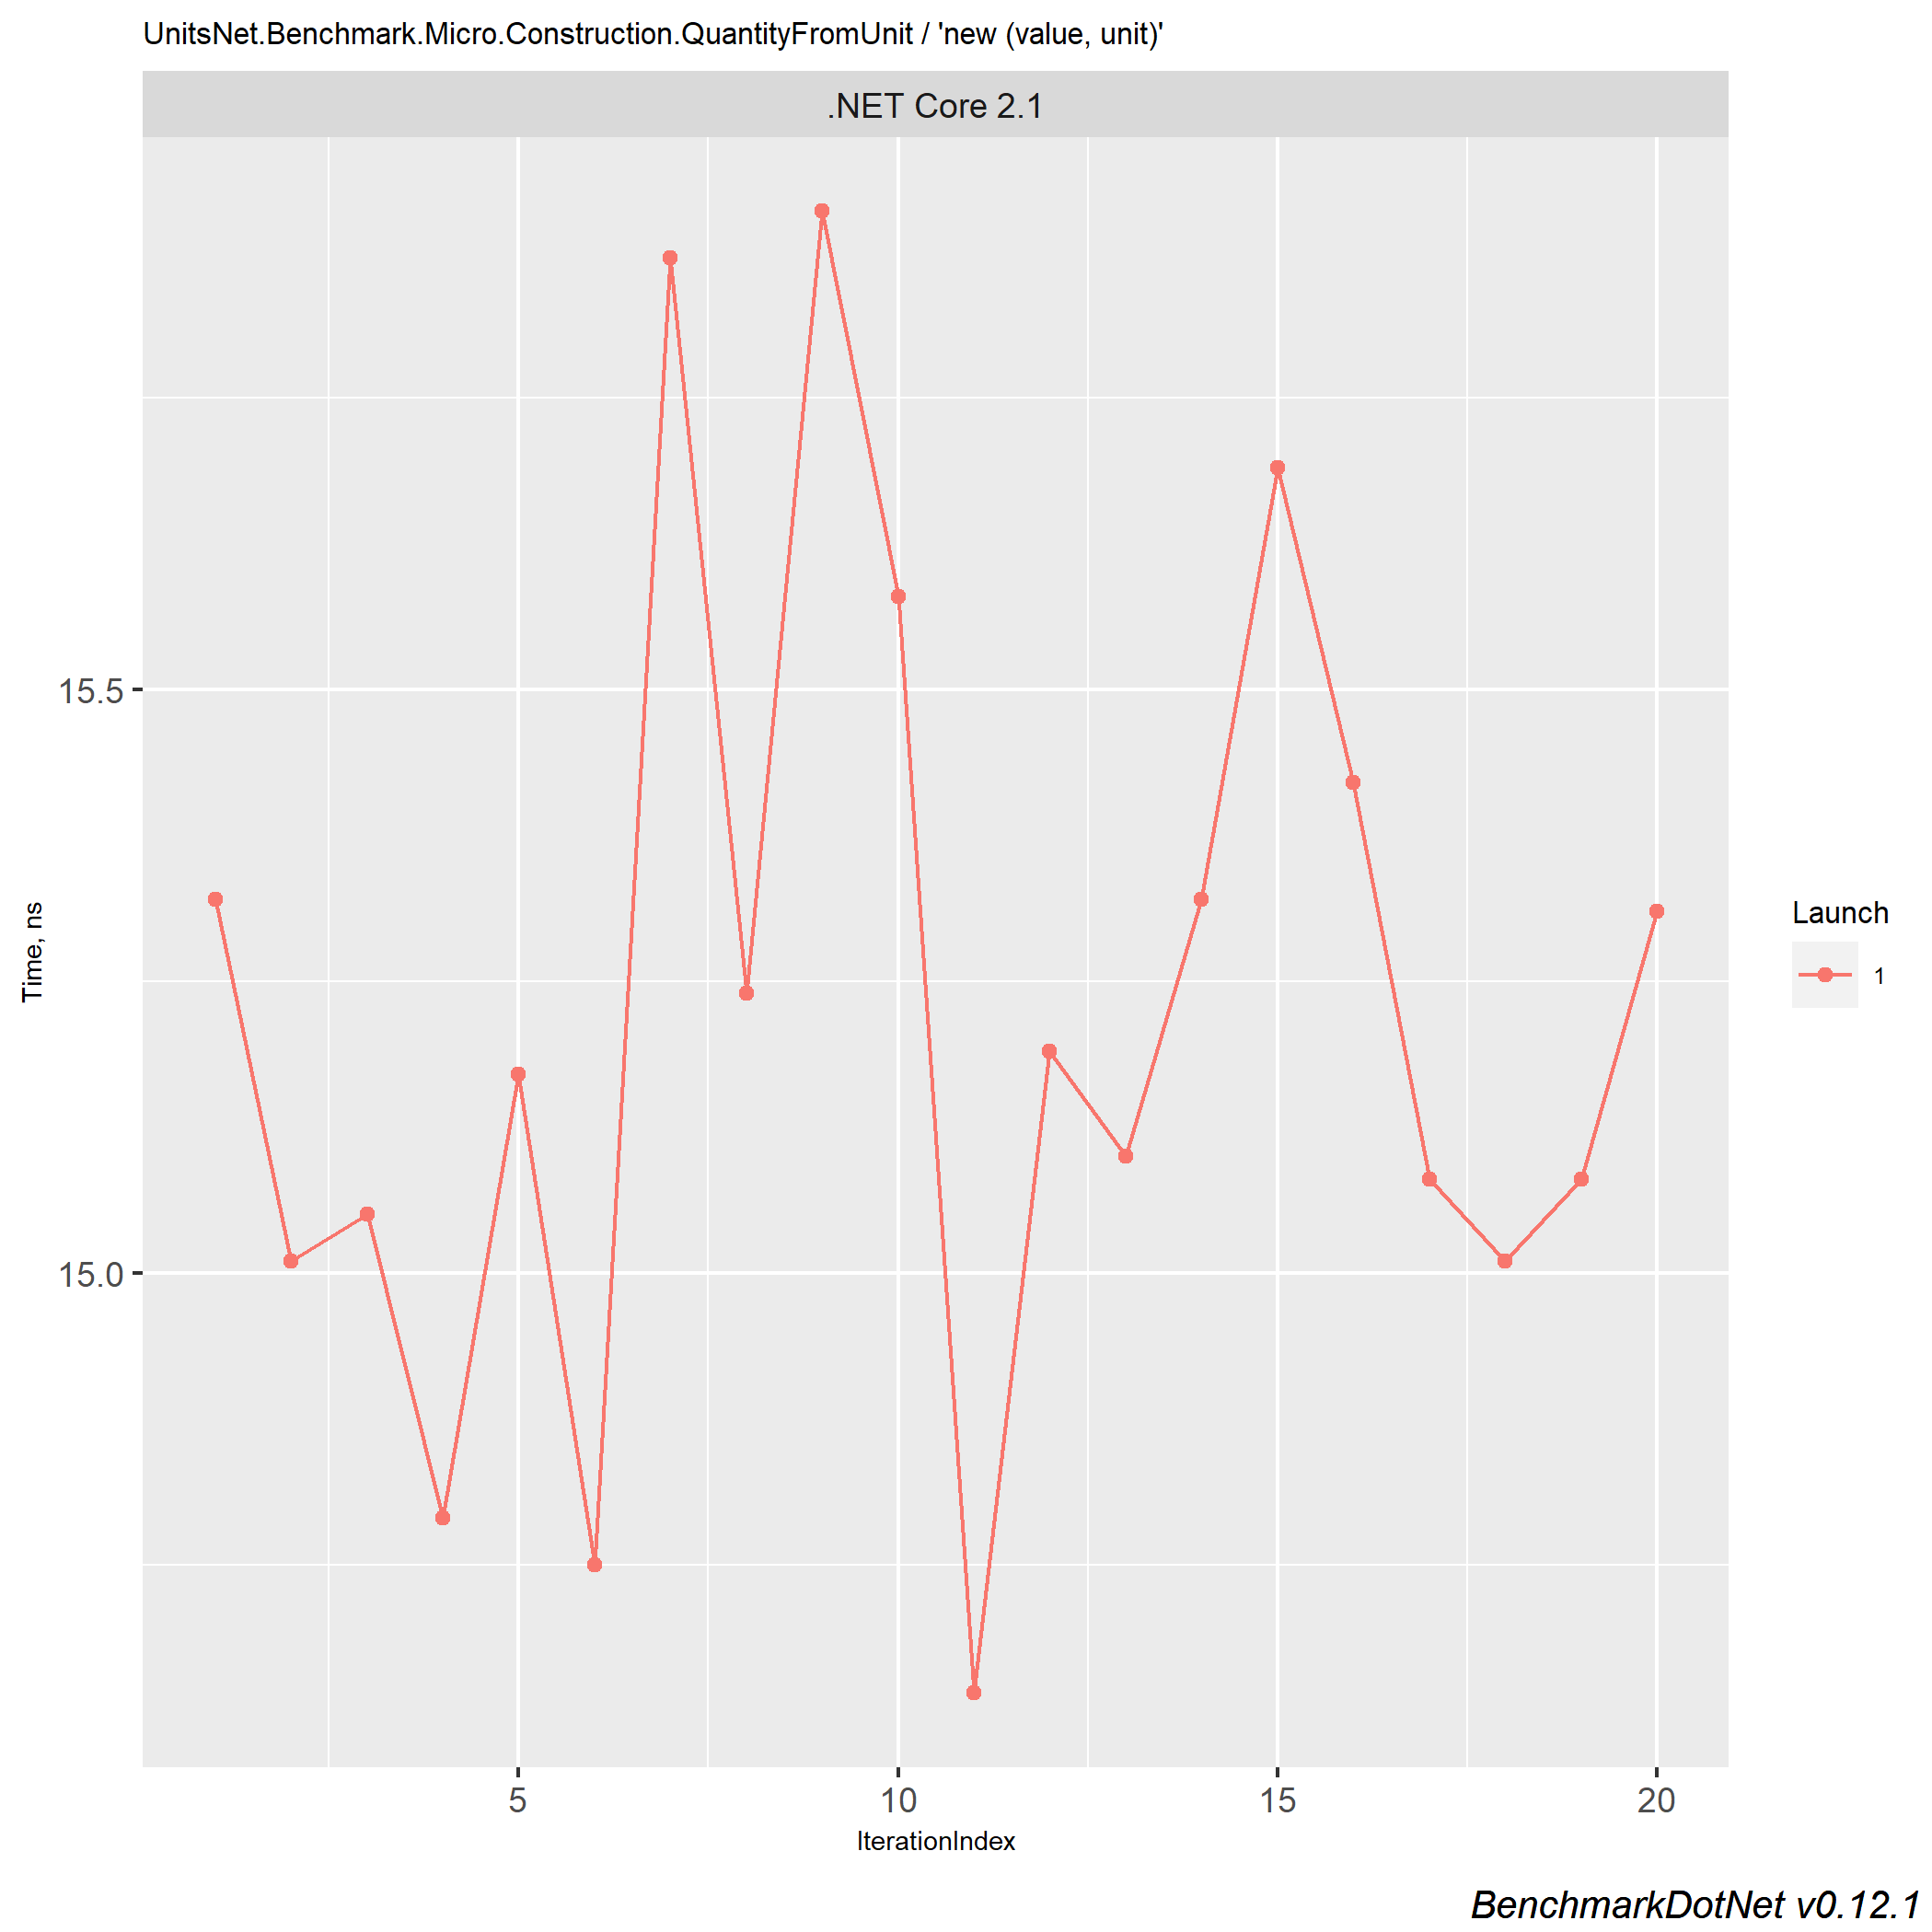 UnitsNet.Benchmark.Micro.Construction.QuantityFromUnit / 'new (value, unit)'
.NET Core 2.1
15.5
15.0
Time, ns
5 10 15 20
IterationIndex
Launch
1
BenchmarkDotNet v0.12.1